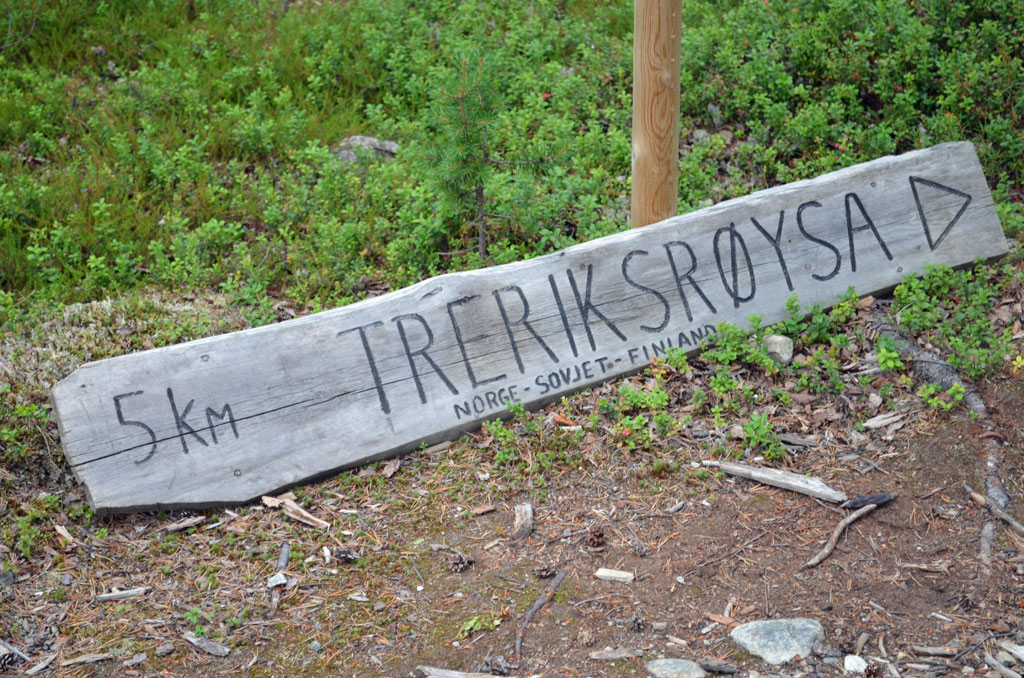 5 KM TRERIKSRØYSA
NORGE - SOVJET - FINLAND